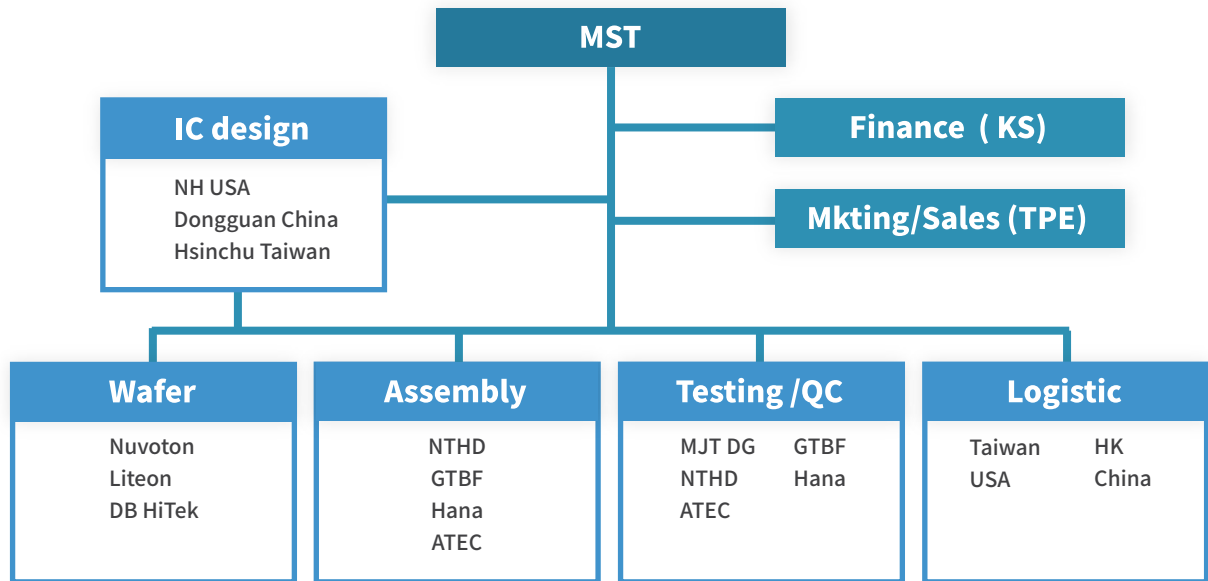 MST
IC design
NH USA
Dongguan China
Hsinchu Taiwan
Finance ( KS)
Mkting/Sales (TPE)
Wafer
Nuvoton
Liteon
DB HiTek
Assembly
NTHD
GTBF
Hana
ATEC
Testing /QC
MJT DG GTBF
NTHD Hana
ATEC
Logistic
Taiwan HK
USA China